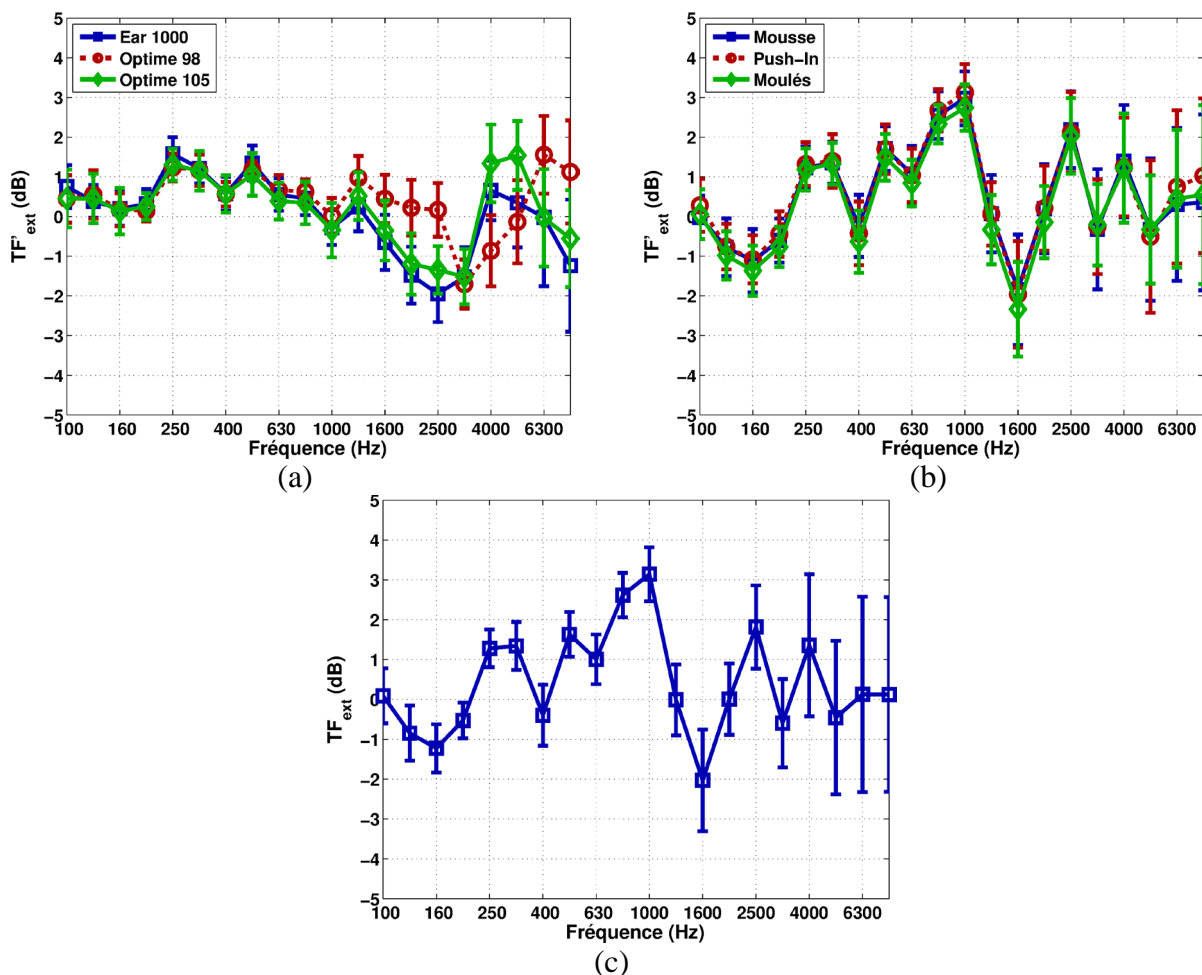 Ear 1000
Optime 98
Optime 105
5
4
3
2
1
0
−1
−2
−3
−4
−5
TF'ext (dB)
100 160 250 400 630 1000 1600 2500 4000 6300
Fréquence (Hz)
(a)
Mousse
Push−In
Moulés
5
4
3
2
1
0
−1
−2
−3
−4
−5
TF'ext (dB)
100 160 250 400 630 1000 1600 2500 4000 6300
Fréquence (Hz)
(b)
5
4
3
2
1
0
−1
−2
−3
−4
−5
TFext (dB)
100 160 250 400 630 1000 1600 2500 4000 6300
Fréquence (Hz)
(c)